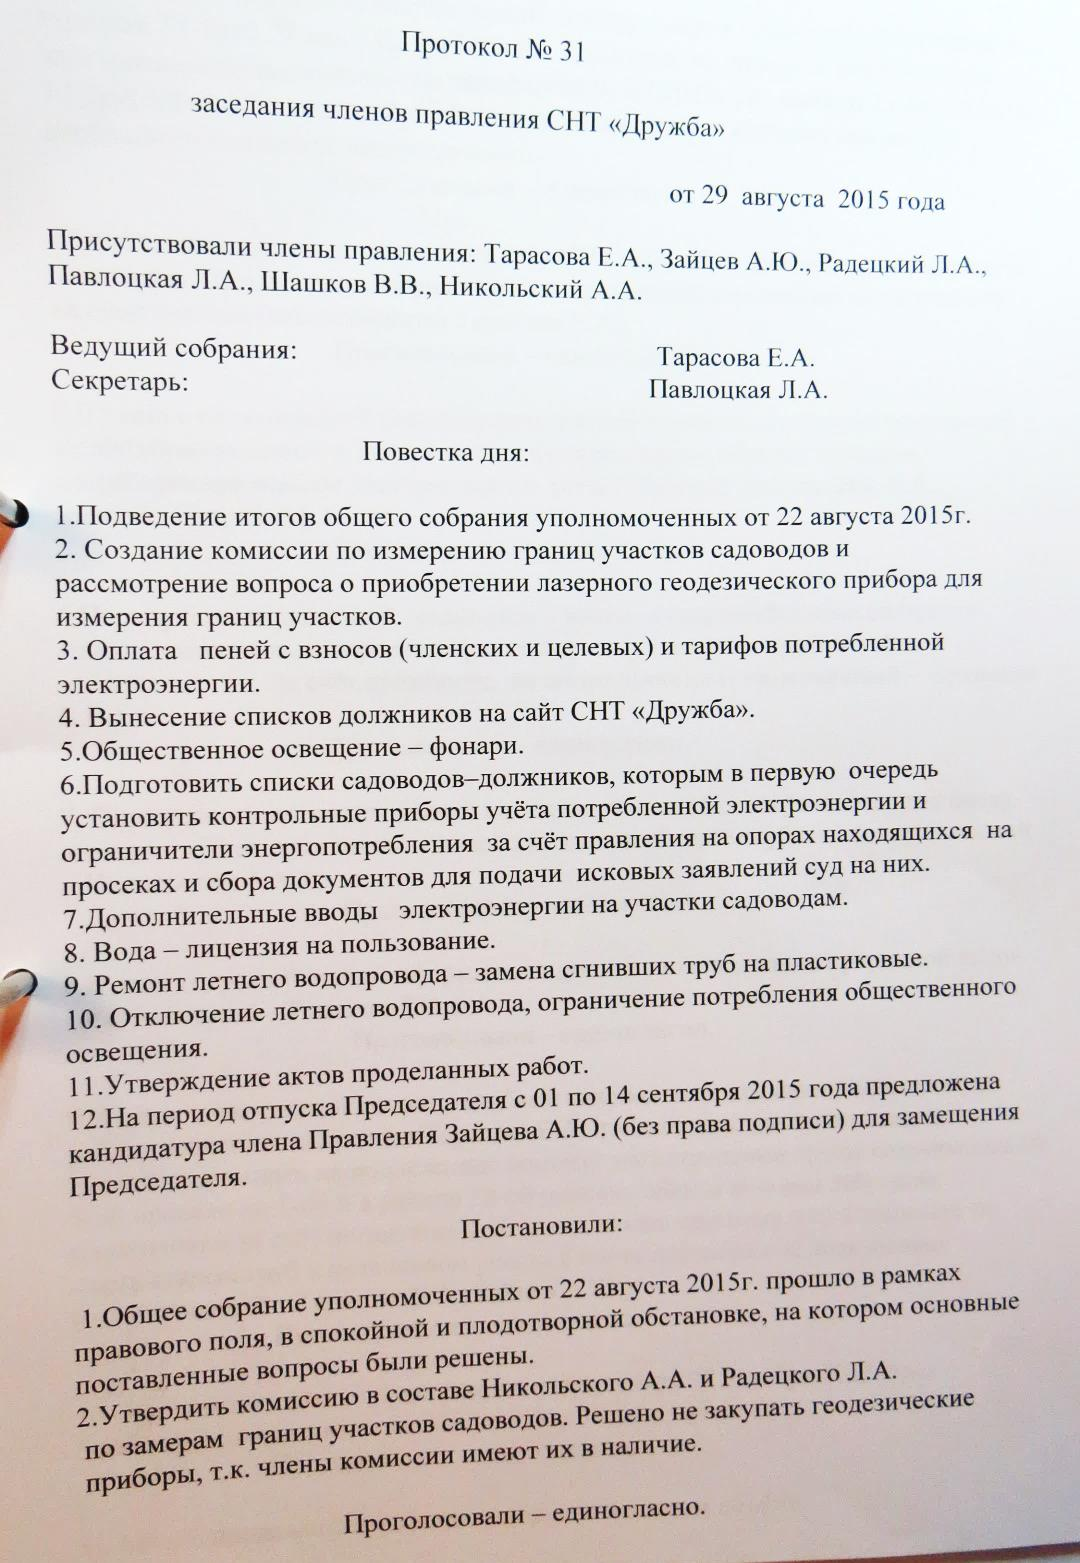 Протокол № 31
заседания членов правления СНТ «Дружба»
от 29 августа 2015 года
Присутствовали члены правления: Тарасова Е.А., Зайцев А.Ю., Радецкий Л.А.,
Павлоцкая Л.А., Шашков В.В., Никольский А.А.
Ведущий собрания: Тарасова Е.А.
Секретарь: Павлоцкая Л.А.
Повестка дня:
1.Подведение итогов общего собрания уполномоченных от 22 августа 2015г.
2. Создание комиссии по измерению границ участков садоводов и
рассмотрение вопроса о приобретении лазерного геодезического прибора для
измерения границ участков.
3. Оплата пеней с взносов (членских и целевых) и тарифов потребленной
электроэнергии.
4. Вынесение списков должников на сайт СНТ «Дружба».
5.Общественное освещение – фонари.
6.Подготовить списки садоводов–должников, которым в первую очередь
установить контрольные приборы учёта потребленной электроэнергии и
ограничители энергопотребления за счёт правления на опорах находящихся на
просеках и сбора документов для подачи исковых заявлений суд на них.
7.Дополнительные вводы электроэнергии на участки садоводам.
8. Вода – лицензия на пользование.
9. Ремонт летнего водопровода – замена сгнивших труб на пластиковые.
10. Отключение летнего водопровода, ограничение потребления общественного
освещения.
11.Утверждение актов проделанных работ.
12.На период отпуска Председателя с 01 по 14 сентября 2015 года предложена
кандидатура члена Правления Зайцева А.Ю. (без права подписи) для замещения
Председателя.
Постановили:
1.Общее собрание уполномоченных от 22 августа 2015г. прошло в рамках
правового поля, в спокойной и плодотворной обстановке, на котором основные
поставленные вопросы были решены.
2.Утвердить комиссию в составе Никольского А.А. и Радецкого Л.А.
по замерам границ участков садоводов. Решено не закупать геодезические
приборы, т.к. члены комиссии имеют их в наличие.
Проголосовали – единогласно.